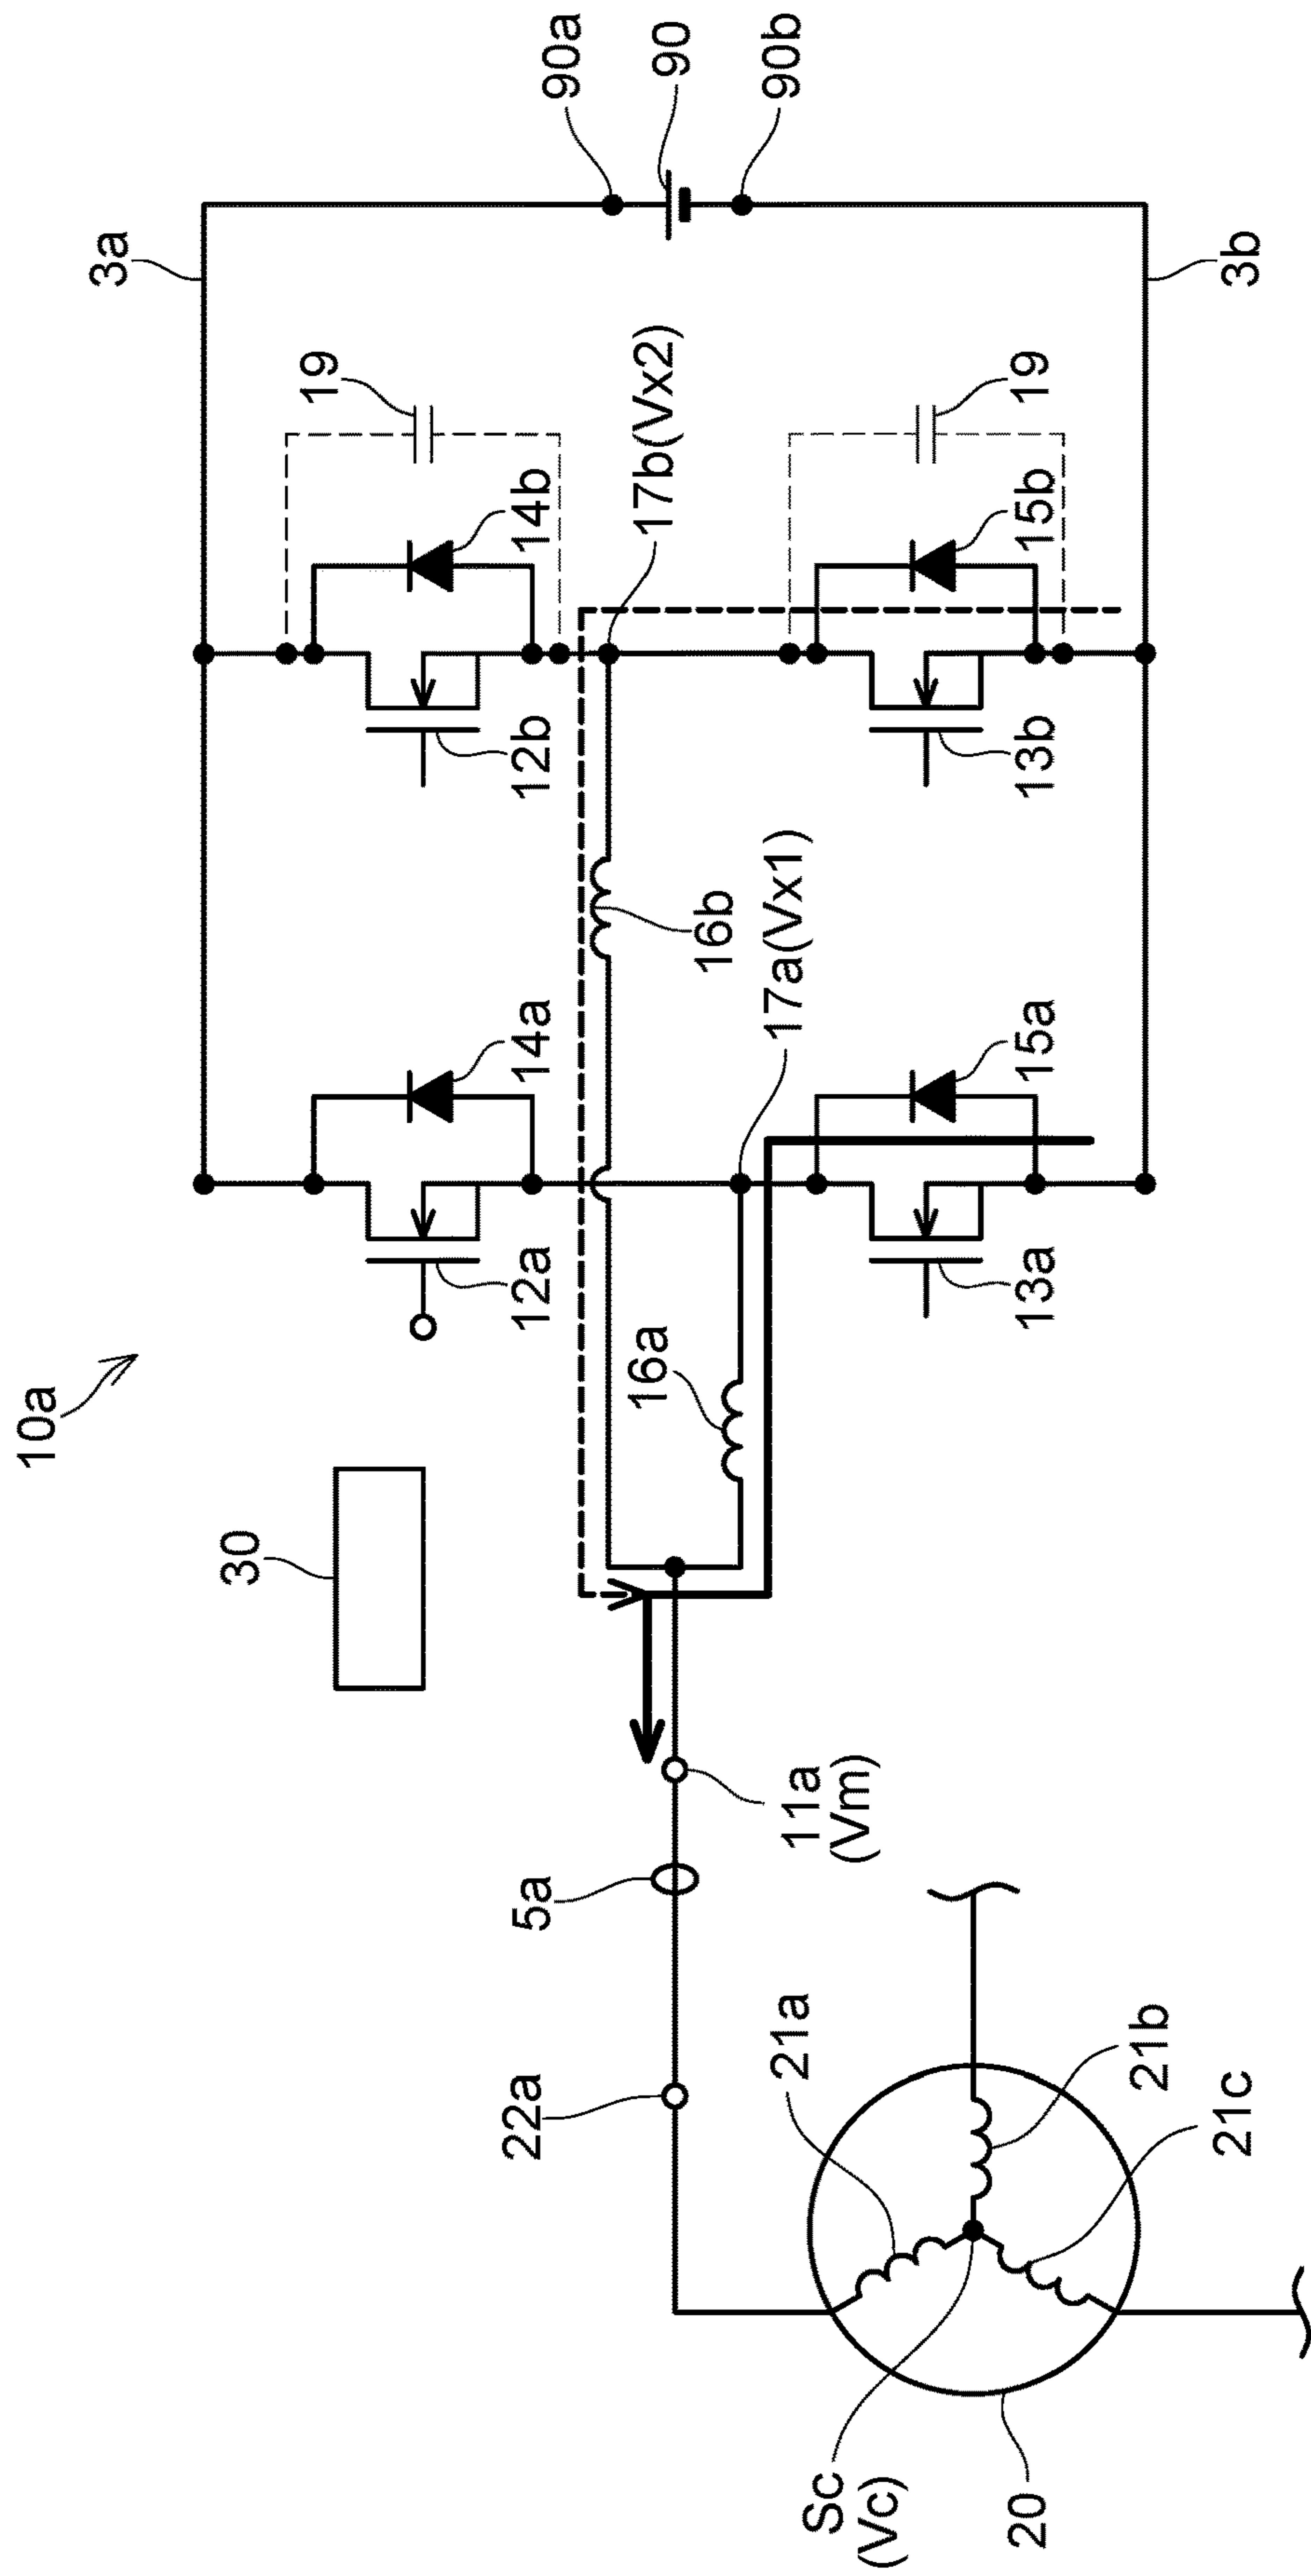 10a
30
3a
90a
90
90b
3b
19
14b
12b
17b(Vx2)
19
15b
13b
14a
12a
16b
17a(Vx1)
15a
13a
16a
11a
(Vm)
5a
22a
21a
21b
21c
Sc
(Vc)
20